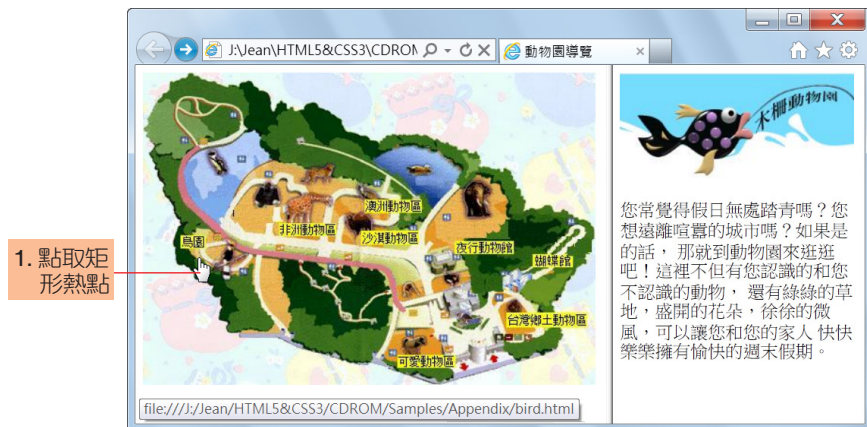 J:\Jean\HTML5&CSS3\CDROM
動物園導覽
木柵動物園
澳洲動物區
非洲動物區
沙漠動物區
鳥園
夜行動物館
蝴蝶館
台灣鄉土動物區
可愛動物區
1. 點取矩
形熱點
您常覺得假日無處踏青嗎？您
想遠離喧囂的城市嗎？如果是
的話， 那就到動物園來逛逛
吧！這裡不但有您認識的和您
不認識的動物， 還有綠綠的草
地，盛開的花朵，徐徐的微
風，可以讓您和您的家人 快快
樂樂擁有愉快的週末假期。
file:///J:/Jean/HTML5&CSS3/CDROM/Samples/Appendix/bird.html